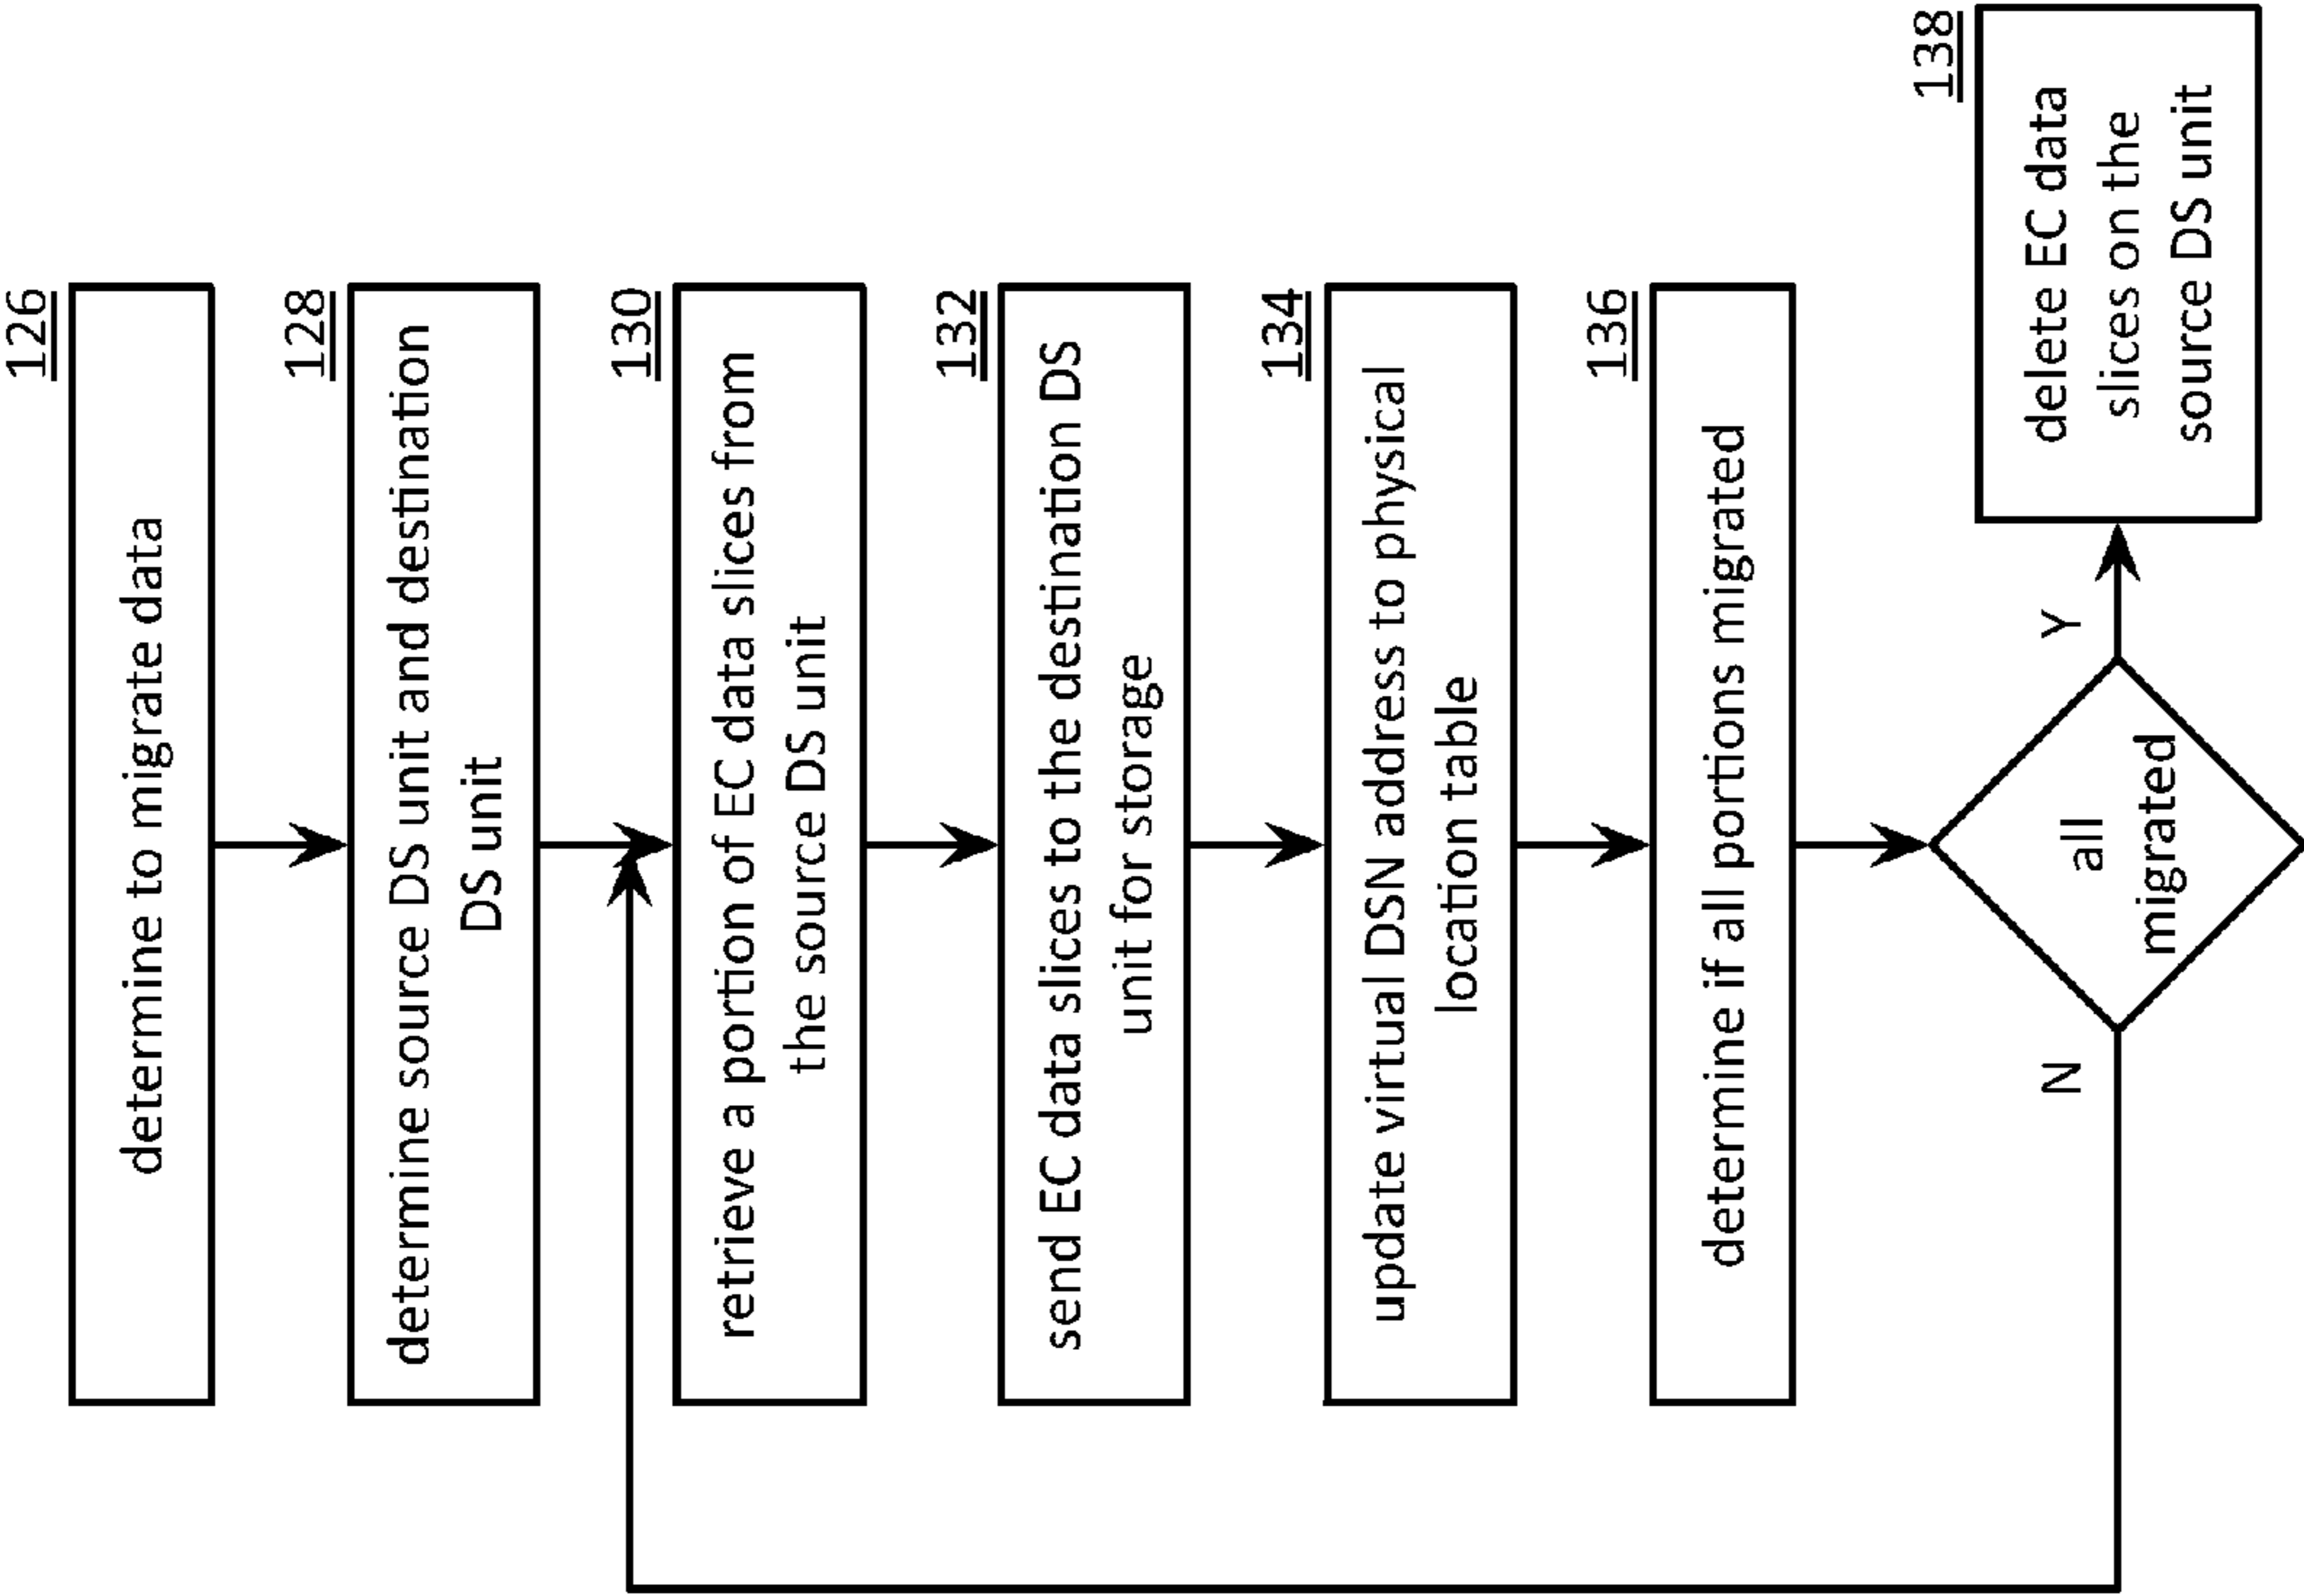 126
determine to migrate data
128
determine source DS unit and destination
DS unit
130
retrieve a portion of EC data slices from
the source DS unit
132
send EC data slices to the destination DS
unit for storage
134
update virtual DSN address to physical
location table
136
determine if all portions migrated
all
migrated
N
Y
138
delete EC data
slices on the
source DS unit